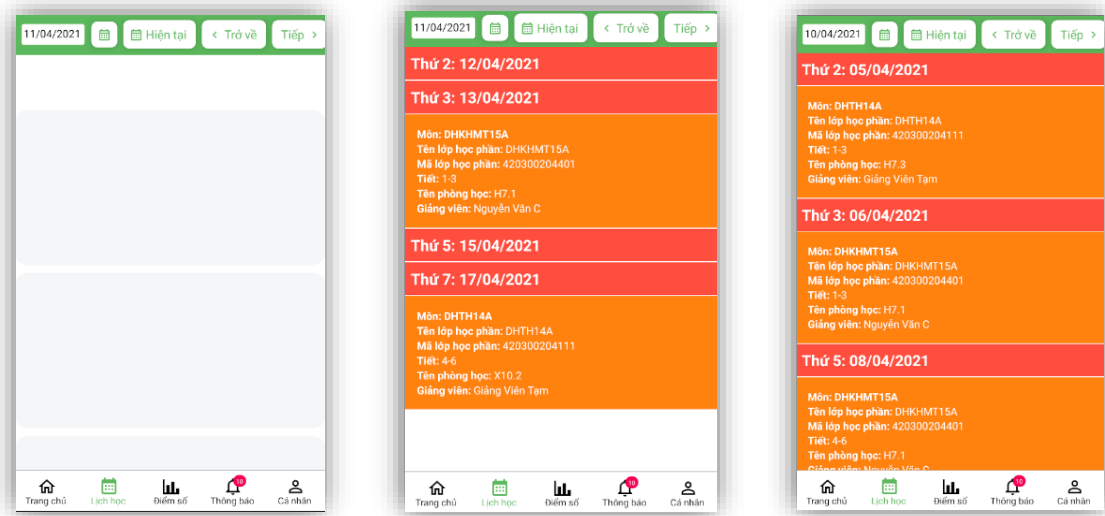 11/04/2021 Hiện tại Trở về Tiếp
Trang chủ Lịch học Điểm số Thông báo 10 Cá nhân
11/04/2021 Hiện tại Trở về Tiếp
Thứ 2: 12/04/2021
Thứ 3: 13/04/2021
Môn: DHKHMT15A
Tên lớp học phần: DHKHMT15A
Mã lớp học phần: 420300204401
Tiết: 1-3
Tên phòng học: H7.1
Giảng viên: Nguyễn Văn C
Thứ 5: 15/04/2021
Thứ 7: 17/04/2021
Môn: DHTH14A
Tên lớp học phần: DHTH14A
Mã lớp học phần: 420300204111
Tiết: 4-6
Tên phòng học: X10.2
Giảng viên: Giảng Viên Tạm
Trang chủ Lịch học Điểm số Thông báo 10 Cá nhân
10/04/2021 Hiện tại Trở về Tiếp
Thứ 2: 05/04/2021
Môn: DHTH14A
Tên lớp học phần: DHTH14A
Mã lớp học phần: 420300204111
Tiết: 1-3
Tên phòng học: H7.3
Giảng viên: Giảng Viên Tạm
Thứ 3: 06/04/2021
Môn: DHKHMT15A
Tên lớp học phần: DHKHMT15A
Mã lớp học phần: 420300204401
Tiết: 1-3
Tên phòng học: H7.1
Giảng viên: Nguyễn Văn C
Thứ 5: 08/04/2021
Môn: DHKHMT15A
Tên lớp học phần: DHKHMT15A
Mã lớp học phần: 420300204401
Tiết: 4-6
Tên phòng học: H7.1
Giảng viên: Nguyễn Văn C
Trang chủ Lịch học Điểm số Thông báo 10 Cá nhân